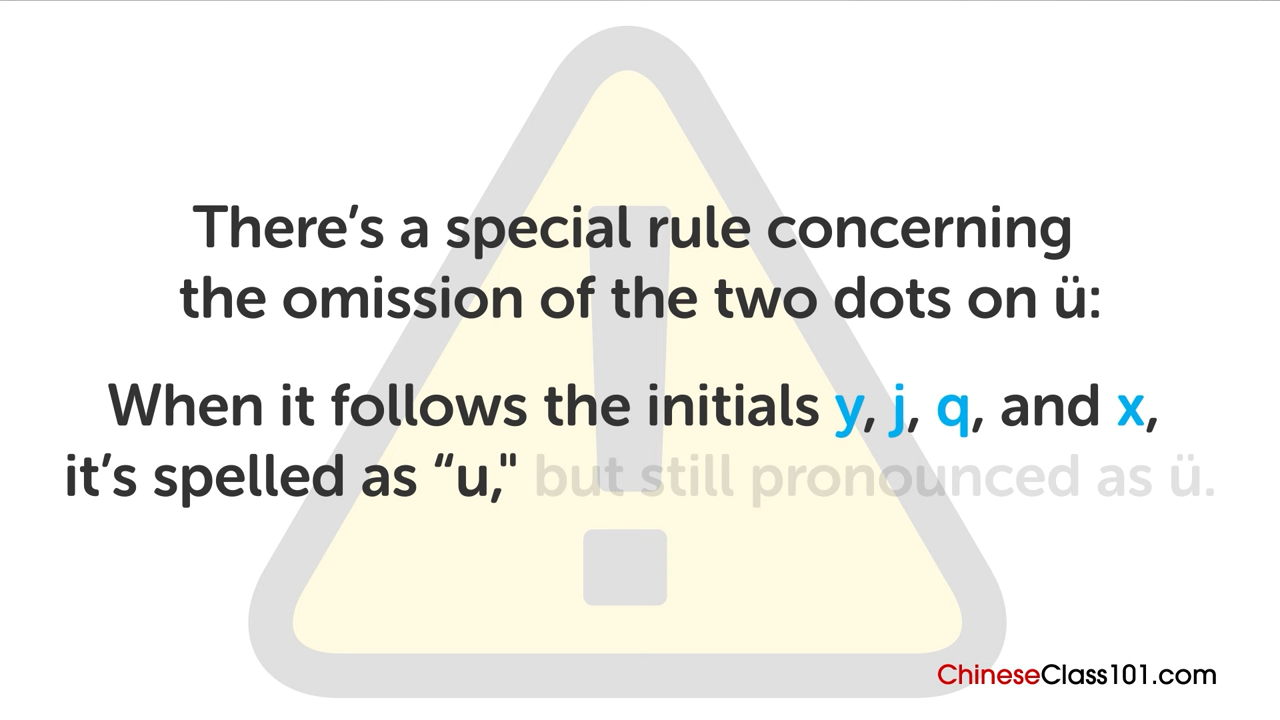 There’s a special rule concerning
the omission of the two dots on ü:
When it follows the initials y, j, q, and x,
it’s spelled as “u," but still pronounced as ü.
ChineseClass101.com